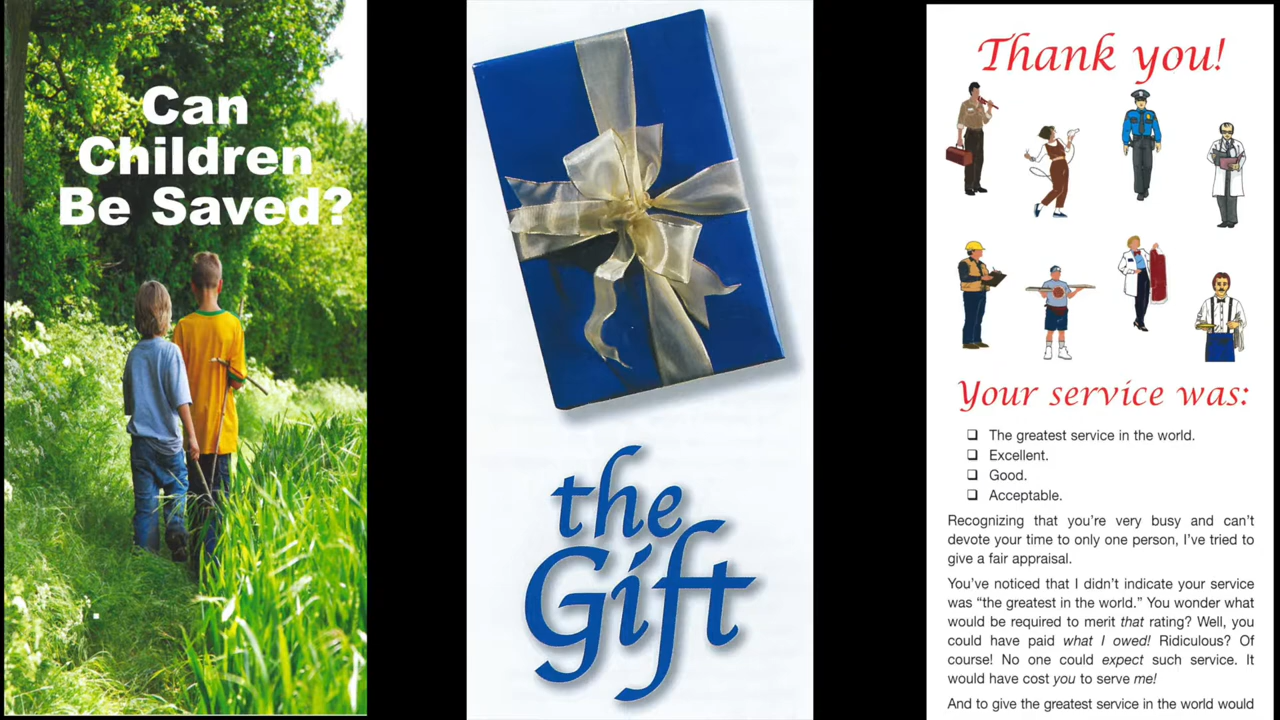 Can
Children
Be Saved?
the
Gift
Thank you!
Your service was:
❑ The greatest service in the world.
❑ Excellent.
❑ Good.
❑ Acceptable.
Recognizing that you're very busy and can't
devote your time to only one person, I've tried to
give a fair appraisal.
You've noticed that I didn't indicate your service
was “the greatest in the world.” You wonder what
would be required to merit that rating? Well, you
could have paid what I owed! Ridiculous? Of
course! No one could expect such service. It
would have cost you to serve me!
And to give the greatest service in the world would